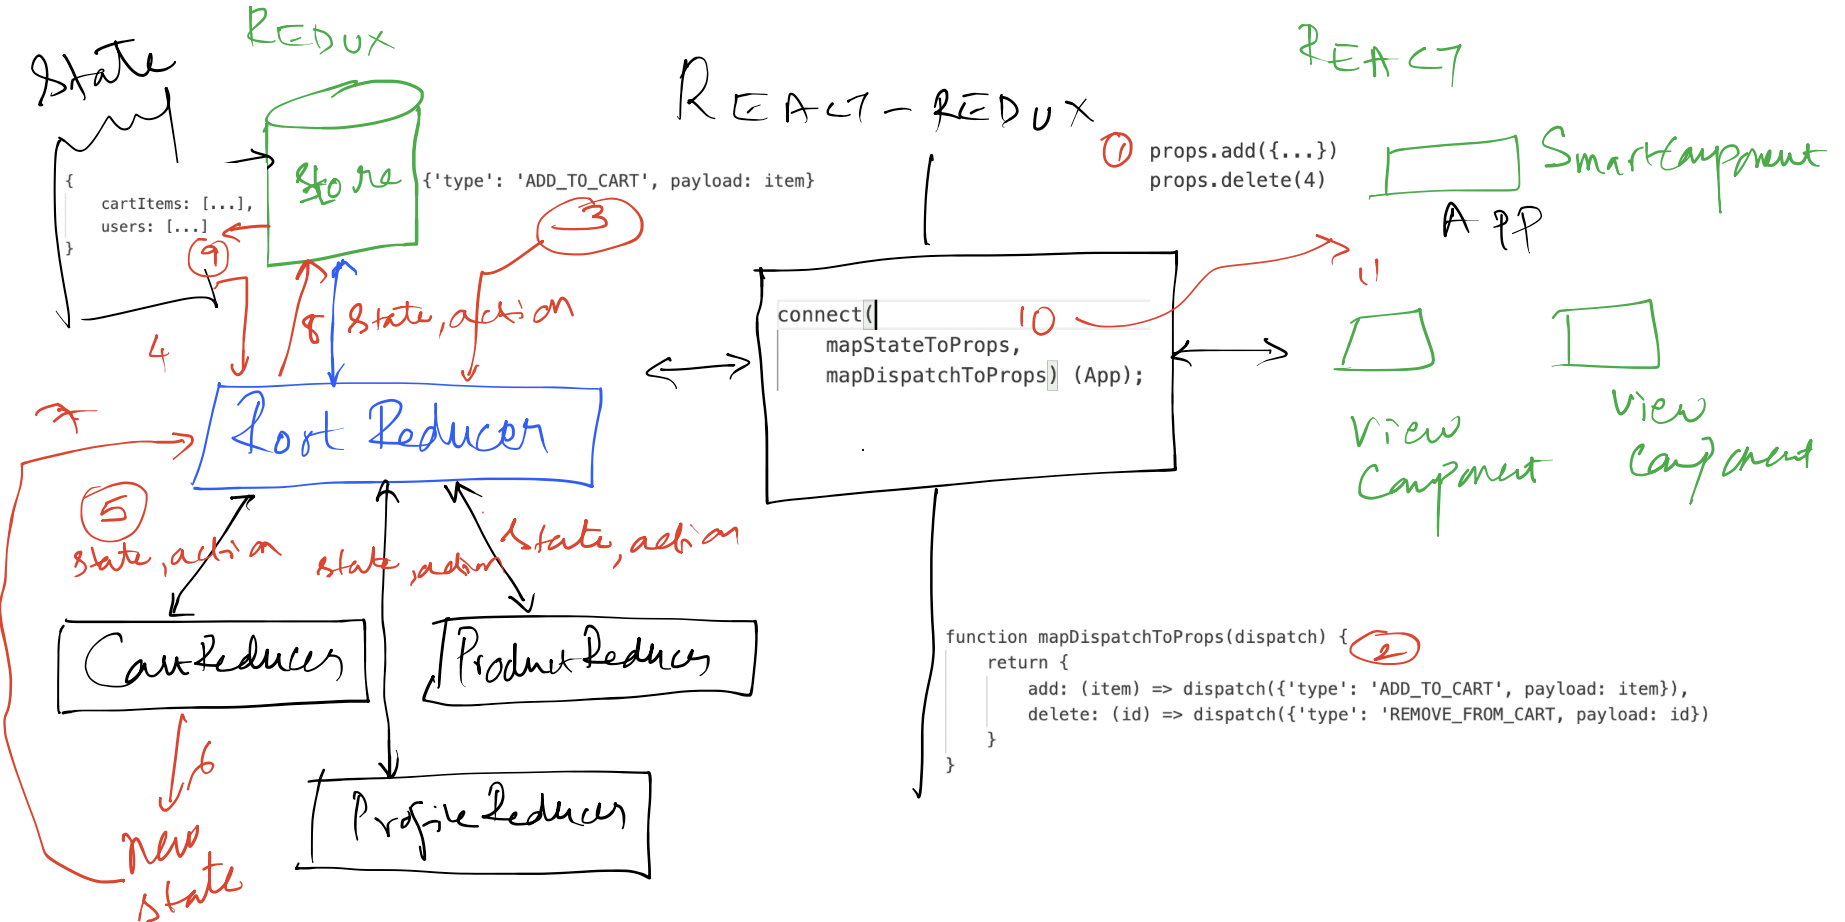 REDUX
State
Store
{
cartItems: [...],
users: [...]
}
9
{'type': 'ADD_TO_CART', payload: item}
3
4
8
State, action
Root Reducer
7
5
state, action
state, action
state, action
CartReducer
ProductReducer
ProfileReducer
6
new
state
REACT-REDUX
connect(
mapStateToProps,
mapDispatchToProps) (App);
10
REACT
1
props.add({...})
props.delete(4)
SmartComponent
APP
11
View
Component
View
Component
function mapDispatchToProps(dispatch) {
2
return {
add: (item) => dispatch({'type': 'ADD_TO_CART', payload: item}),
delete: (id) => dispatch({'type': 'REMOVE_FROM_CART, payload: id})
}
}